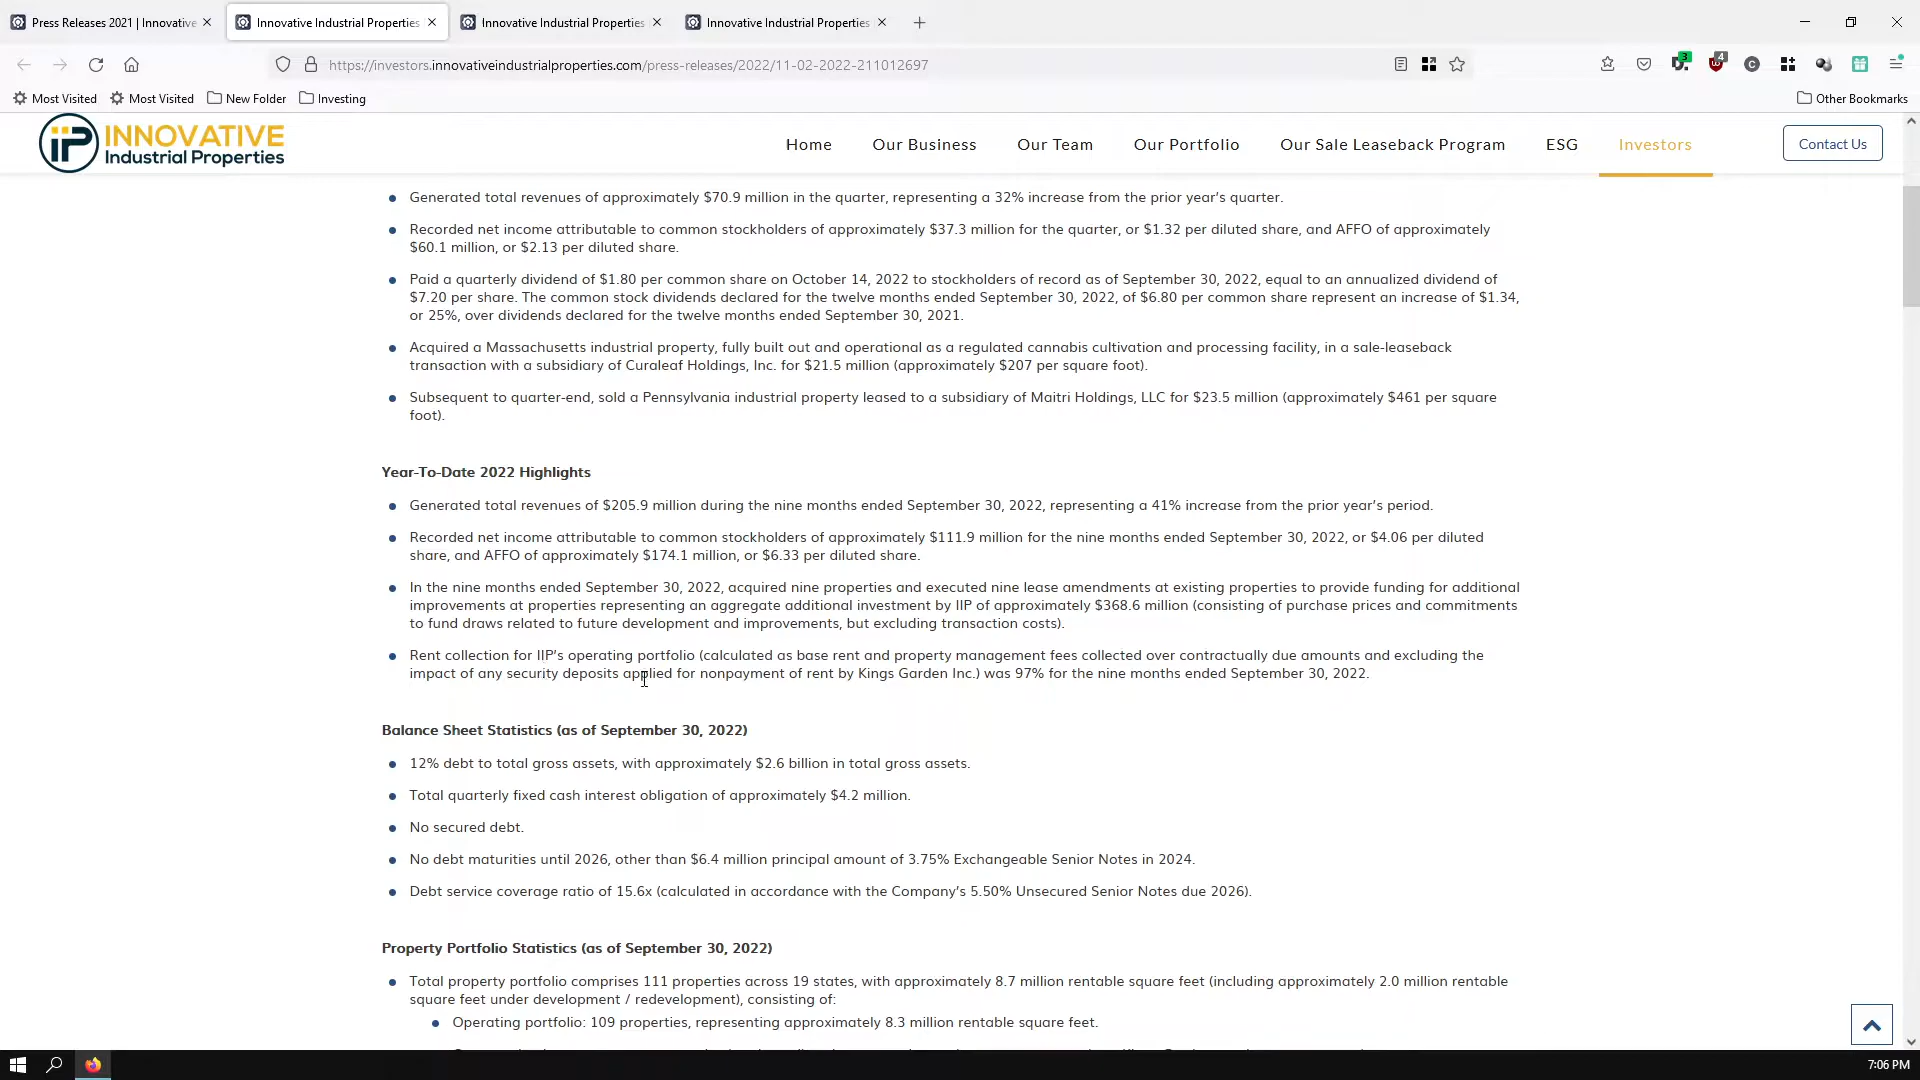 Press Releases 2021 | Innovative
Innovative Industrial Properties
Innovative Industrial Properties
Innovative Industrial Properties
https://investors.innovativeindustrialproperties.com/press-releases/2022/11-02-2022-211012697
3
4
Most Visited
Most Visited
New Folder
Investing
Other Bookmarks
IIP INNOVATIVE
Industrial Properties
Home
Our Business
Our Team
Our Portfolio
Our Sale Leaseback Program
ESG
Investors
Contact Us
Generated total revenues of approximately $70.9 million in the quarter, representing a 32% increase from the prior year's quarter.
Recorded net income attributable to common stockholders of approximately $37.3 million for the quarter, or $1.32 per diluted share, and AFFO of approximately
$60.1 million, or $2.13 per diluted share.
Paid a quarterly dividend of $1.80 per common share on October 14, 2022 to stockholders of record as of September 30, 2022, equal to an annualized dividend of
$7.20 per share. The common stock dividends declared for the twelve months ended September 30, 2022, of $6.80 per common share represent an increase of $1.34,
or 25%, over dividends declared for the twelve months ended September 30, 2021.
Acquired a Massachusetts industrial property, fully built out and operational as a regulated cannabis cultivation and processing facility, in a sale-leaseback
transaction with a subsidiary of Curaleaf Holdings, Inc. for $21.5 million (approximately $207 per square foot).
Subsequent to quarter-end, sold a Pennsylvania industrial property leased to a subsidiary of Maitri Holdings, LLC for $23.5 million (approximately $461 per square
foot).
Year-To-Date 2022 Highlights
Generated total revenues of $205.9 million during the nine months ended September 30, 2022, representing a 41% increase from the prior year's period.
Recorded net income attributable to common stockholders of approximately $111.9 million for the nine months ended September 30, 2022, or $4.06 per diluted
share, and AFFO of approximately $174.1 million, or $6.33 per diluted share.
In the nine months ended September 30, 2022, acquired nine properties and executed nine lease amendments at existing properties to provide funding for additional
improvements at properties representing an aggregate additional investment by IIP of approximately $368.6 million (consisting of purchase prices and commitments
to fund draws related to future development and improvements, but excluding transaction costs).
Rent collection for IIP's operating portfolio (calculated as base rent and property management fees collected over contractually due amounts and excluding the
impact of any security deposits applied for nonpayment of rent by Kings Garden Inc.) was 97% for the nine months ended September 30, 2022.
Balance Sheet Statistics (as of September 30, 2022)
12% debt to total gross assets, with approximately $2.6 billion in total gross assets.
Total quarterly fixed cash interest obligation of approximately $4.2 million.
No secured debt.
No debt maturities until 2026, other than $6.4 million principal amount of 3.75% Exchangeable Senior Notes in 2024.
Debt service coverage ratio of 15.6x (calculated in accordance with the Company's 5.50% Unsecured Senior Notes due 2026).
Property Portfolio Statistics (as of September 30, 2022)
Total property portfolio comprises 111 properties across 19 states, with approximately 8.7 million rentable square feet (including approximately 2.0 million rentable
square feet under development / redevelopment), consisting of:
Operating portfolio: 109 properties, representing approximately 8.3 million rentable square feet.
7:06 PM